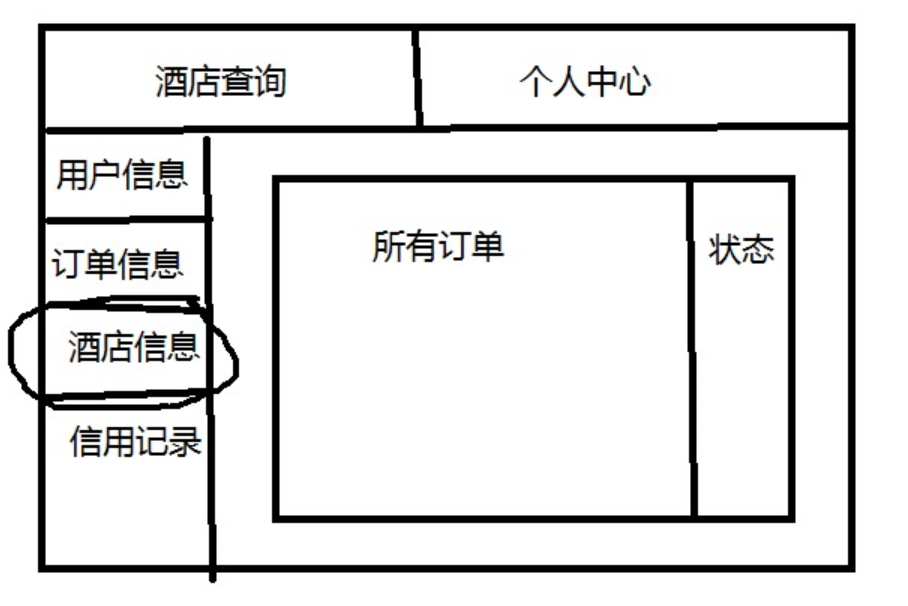 酒店查询
个人中心
用户信息
订单信息
酒店信息
信用记录
所有订单
状态